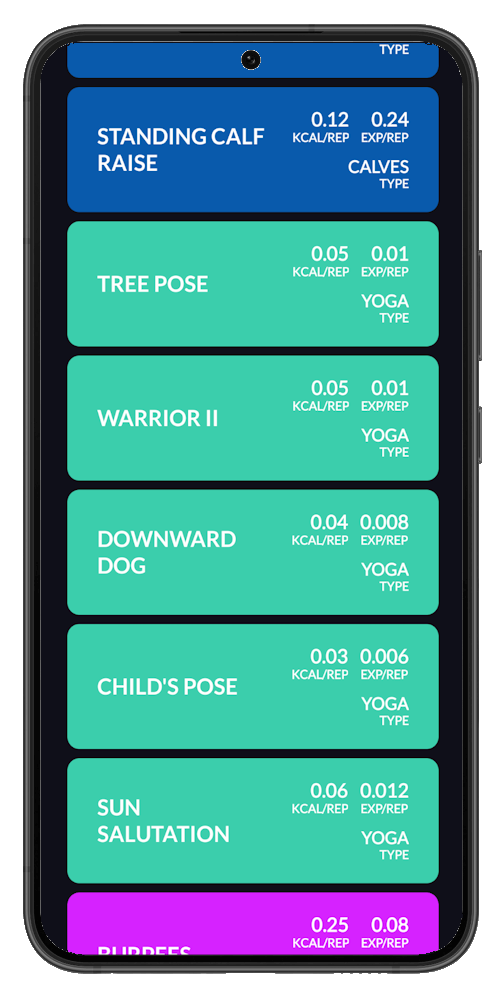 TYPE
STANDING CALF
RAISE
0.12 0.24
KCAL/REP EXP/REP
CALVES
TYPE
TREE POSE
0.05 0.01
KCAL/REP EXP/REP
YOGA
TYPE
WARRIOR II
0.05 0.01
KCAL/REP EXP/REP
YOGA
TYPE
DOWNWARD
DOG
0.04 0.008
KCAL/REP EXP/REP
YOGA
TYPE
CHILD'S POSE
0.03 0.006
KCAL/REP EXP/REP
YOGA
TYPE
SUN
SALUTATION
0.06 0.012
KCAL/REP EXP/REP
YOGA
TYPE
BURPEES
0.25 0.08
KCAL/REP EXP/REP